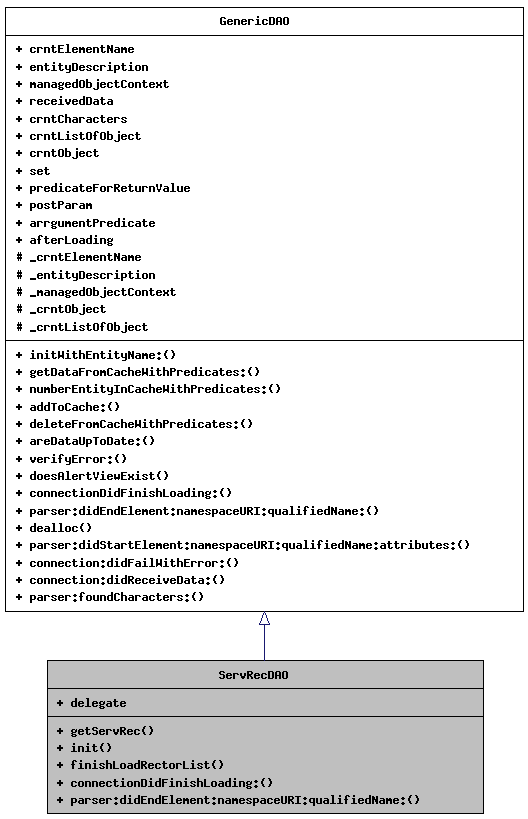 GenericDAO
+ crntElementName
+ entityDescription
+ managedObjectContext
+ receivedData
+ crntCharacters
+ crntListOfObject
+ crntObject
+ set
+ predicateForReturnValue
+ postParam
+ arrgumentPredicate
+ afterLoading
# _crntElementName
# _entityDescription
# _managedObjectContext
# _crntObject
# _crntListOfObject
+ initWithEntityName:()
+ getDataFromCacheWithPredicates:()
+ numberEntityInCacheWithPredicates:()
+ addToCache:()
+ deleteFromCacheWithPredicates:()
+ areDataUpToDate:()
+ verifyError:()
+ doesAlertViewExist()
+ connectionDidFinishLoading:()
+ parser:didEndElement:namespaceURI:qualifiedName:()
+ dealloc()
+ parser:didStartElement:namespaceURI:qualifiedName:attributes:()
+ connection:didFailWithError:()
+ connection:didReceiveData:()
+ parser:foundCharacters:()
ServRecDAO
+ delegate
+ getServRec()
+ init()
+ finishLoadRectorList()
+ connectionDidFinishLoading:()
+ parser:didEndElement:namespaceURI:qualifiedName:()